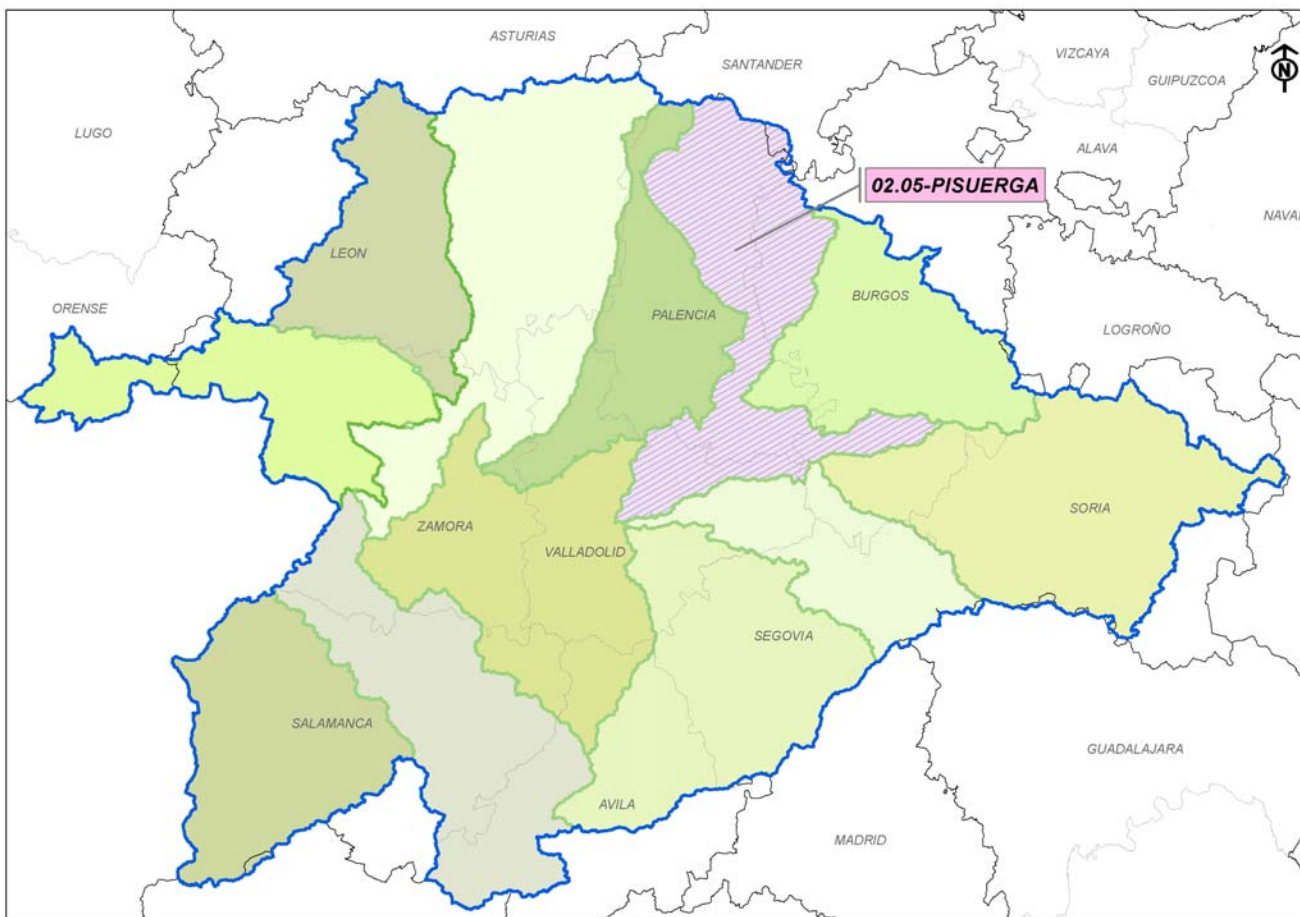 ASTURIAS
VIZCAYA
SANTANDER
GUIPUZCOA
N
LUGO
ALAVA
02.05-PISUERGA
NAVA
LEON
BURGOS
ORENSE
PALENCIA
LOGROÑO
SORIA
ZAMORA
VALLADOLID
SEGOVIA
SALAMANCA
GUADALAJARA
AVILA
MADRID